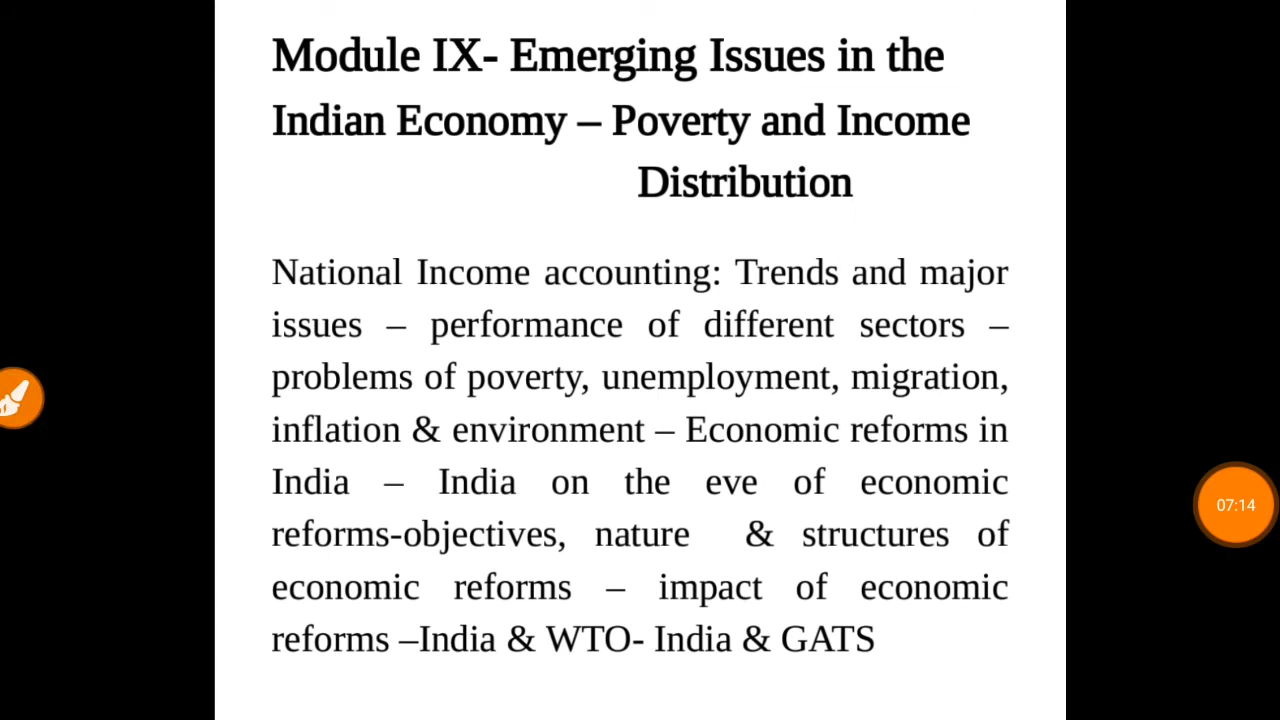 Module IX- Emerging Issues in the
Indian Economy – Poverty and Income
Distribution
National Income accounting: Trends and major
issues – performance of different sectors –
problems of poverty, unemployment, migration,
inflation & environment – Economic reforms in
India – India on the eve of economic
reforms-objectives, nature & structures of
economic reforms – impact of economic
reforms –India & WTO- India & GATS
07:14